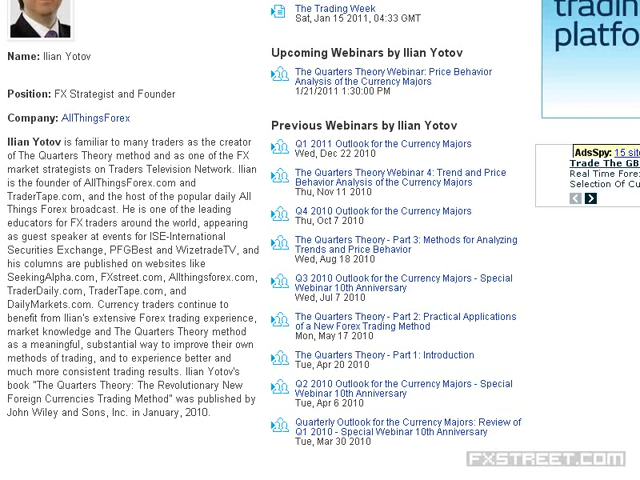 Name: Ilian Yotov
Position: FX Strategist and Founder
Company: AllThingsForex
Ilian Yotov is familiar to many traders as the creator
of The Quarters Theory method and as one of the FX
market strategists on Traders Television Network. Ilian
is the founder of AllThingsForex.com and
TraderTape.com, and the host of the popular daily All
Things Forex broadcast. He is one of the leading
educators for FX traders around the world, appearing
as guest speaker at events for ISE-International
Securities Exchange, PFGBest and WizetradeTV, and
his columns are published on websites like
SeekingAlpha.com, FXstreet.com, Allthingsforex.com,
TraderDaily.com, TraderTape.com, and
DailyMarkets.com. Currency traders continue to
benefit from Ilian's extensive Forex trading experience,
market knowledge and The Quarters Theory method
as a meaningful, substantial way to improve their own
methods of trading, and to experience better and
much more consistent trading results. Ilian Yotov's
book "The Quarters Theory: The Revolutionary New
Foreign Currencies Trading Method" was published by
John Wiley and Sons, Inc. in January, 2010.
The Trading Week
Sat, Jan 15 2011, 04:33 GMT
Upcoming Webinars by Ilian Yotov
The Quarters Theory Webinar: Price Behavior
Analysis of the Currency Majors
1/21/2011 1:30:00 PM
Previous Webinars by Ilian Yotov
Q1 2011 Outlook for the Currency Majors
Wed, Dec 22 2010
The Quarters Theory Webinar 4: Trend and Price
Behavior Analysis of the Currency Majors
Thu, Nov 11 2010
Q4 2010 Outlook for the Currency Majors
Thu, Oct 7 2010
The Quarters Theory - Part 3: Methods for Analyzing
Trends and Price Behavior
Wed, Aug 18 2010
Q3 2010 Outlook for the Currency Majors - Special
Webinar 10th Anniversary
Wed, Jul 7 2010
The Quarters Theory - Part 2: Practical Applications
of a New Forex Trading Method
Mon, May 17 2010
The Quarters Theory - Part 1: Introduction
Tue, Apr 20 2010
Q2 2010 Outlook for the Currency Majors - Special
Webinar 10th Anniversary
Tue, Apr 6 2010
Quarterly Outlook for the Currency Majors: Review of
Q1 2010 - Special Webinar 10th Anniversary
Tue, Mar 30 2010
tradin
platfo
AdsSpy: 15 site
Trade The GB
Real Time Fore
Selection Of Cu
FXSTREET.COM